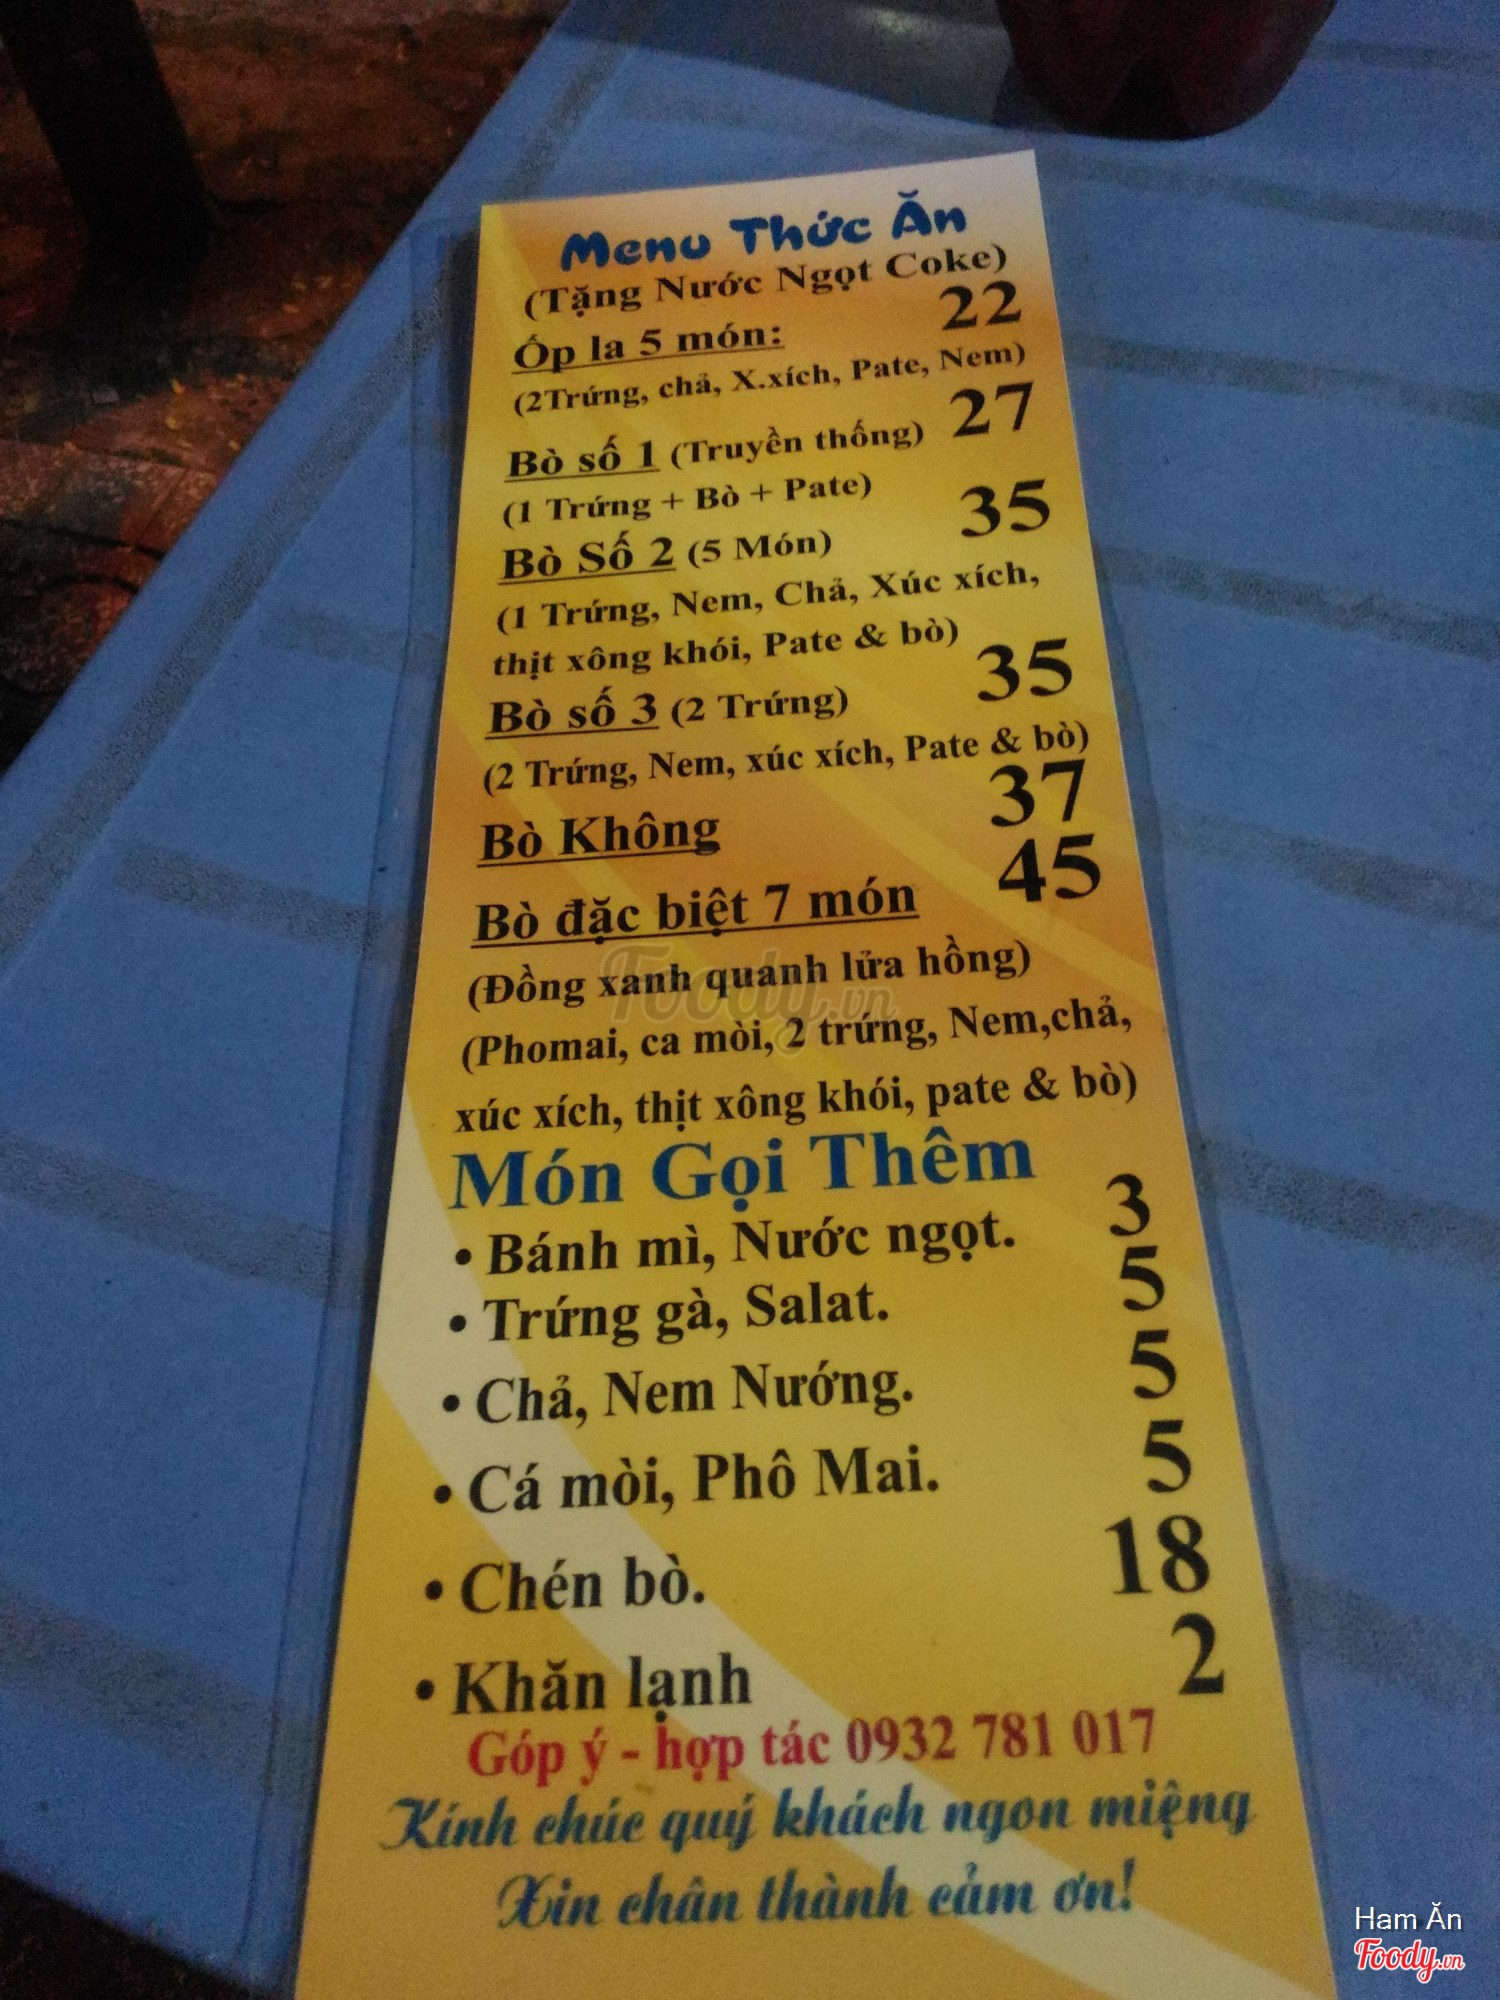 Menu Thức Ăn
(Tặng Nước Ngọt Coke)
Ốp la 5 món: 22
(2Trứng, chả, X.xích, Pate, Nem)
Bò số 1 (Truyền thống) 27
(1 Trứng + Bò + Pate)
Bò Số 2 (5 Món) 35
(1 Trứng, Nem, Chả, Xúc xích,
thịt xông khói, Pate & bò)
Bò số 3 (2 Trứng) 35
(2 Trứng, Nem, xúc xích, Pate & bò)
Bò Không 37
Bò đặc biệt 7 món 45
(Đồng xanh quanh lửa hồng)
(Phomai, ca mòi, 2 trứng, Nem,chả,
xúc xích, thịt xông khói, pate & bò)
Món Gọi Thêm
• Bánh mì, Nước ngọt. 3
• Trứng gà, Salat. 5
• Chả, Nem Nướng. 5
• Cá mòi, Phô Mai. 5
• Chén bò. 18
• Khăn lạnh 2
Góp ý - hợp tác 0932 781 017
Kính chúc quý khách ngon miệng
Xin chân thành cảm ơn!
Foody.vn
Ham Ăn
Foody.vn